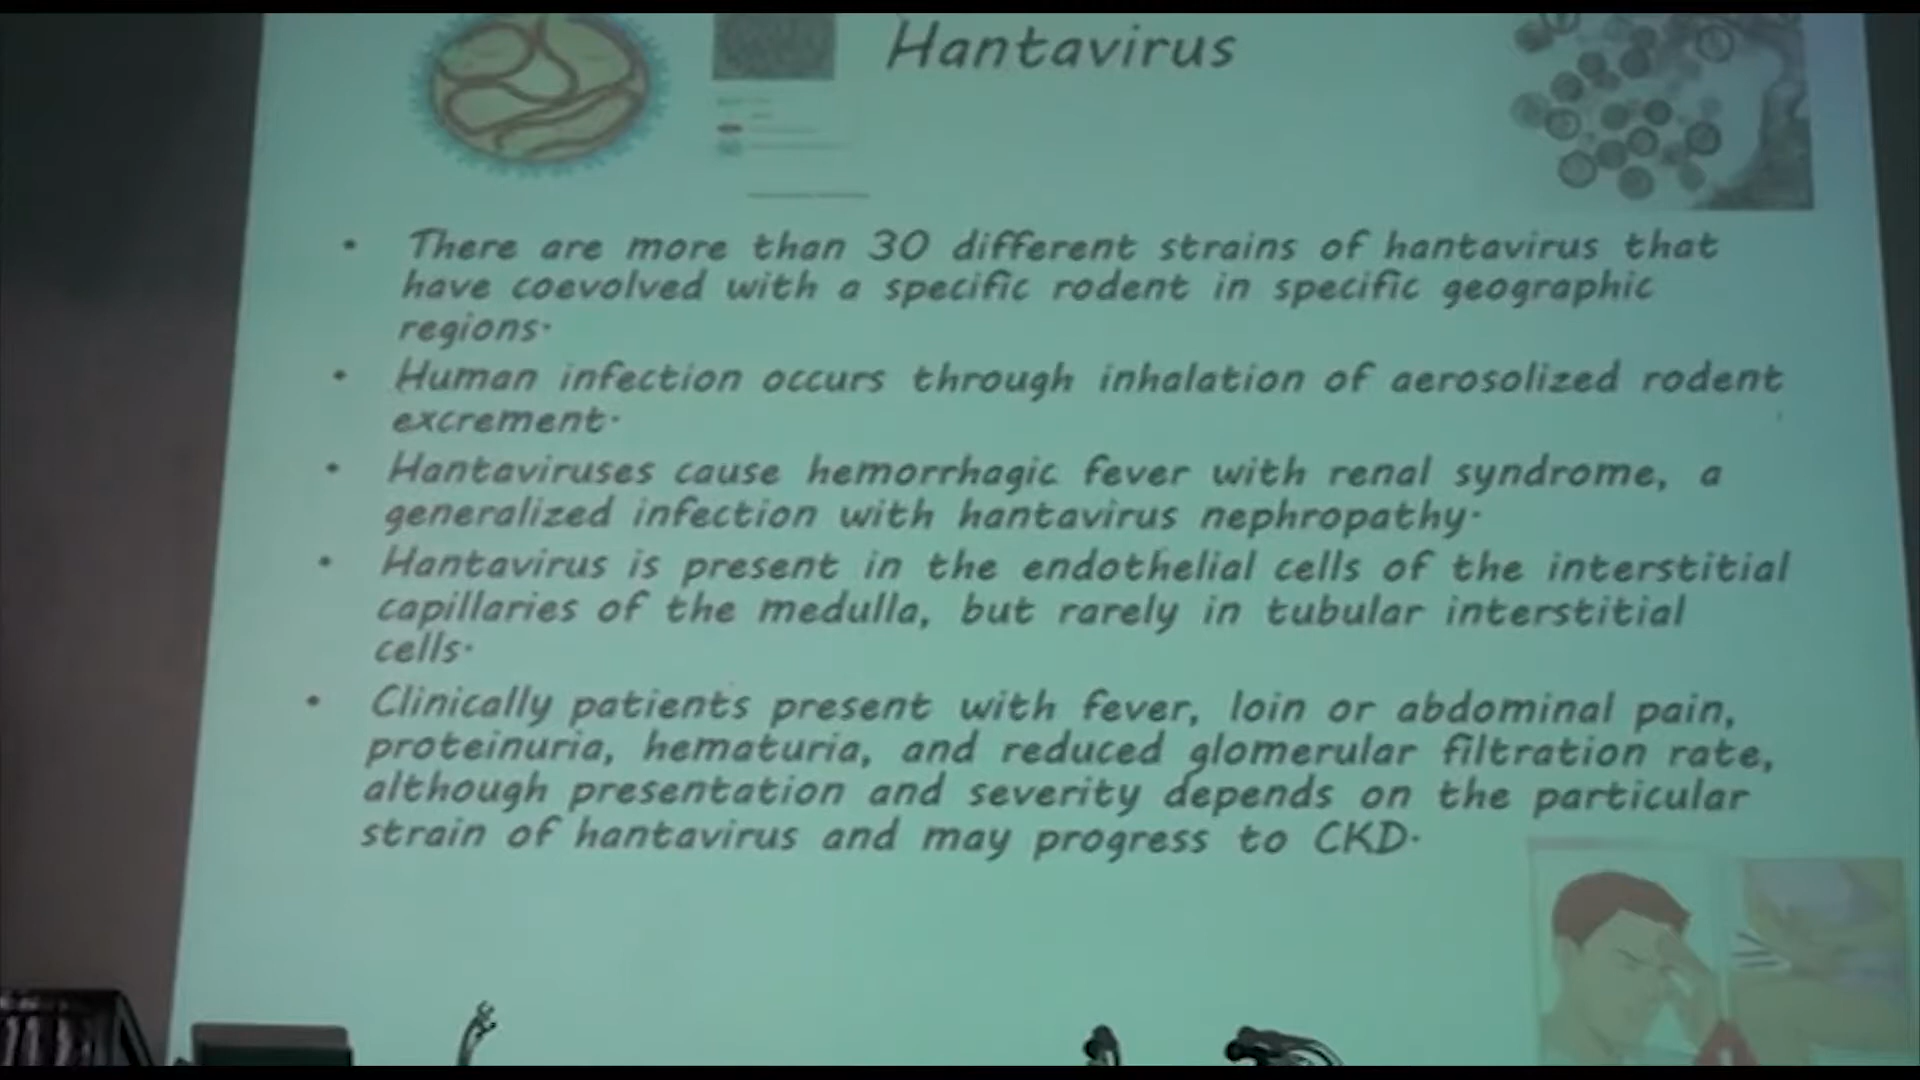 Hantavirus
• There are more than 30 different strains of hantavirus that
have coevolved with a specific rodent in specific geographic
regions.
• Human infection occurs through inhalation of aerosolized rodent
excrement.
• Hantaviruses cause hemorrhagic fever with renal syndrome, a
generalized infection with hantavirus nephropathy.
• Hantavirus is present in the endothelial cells of the interstitial
capillaries of the medulla, but rarely in tubular interstitial
cells.
• Clinically patients present with fever, loin or abdominal pain,
proteinuria, hematuria, and reduced glomerular filtration rate,
although presentation and severity depends on the particular
strain of hantavirus and may progress to CKD.